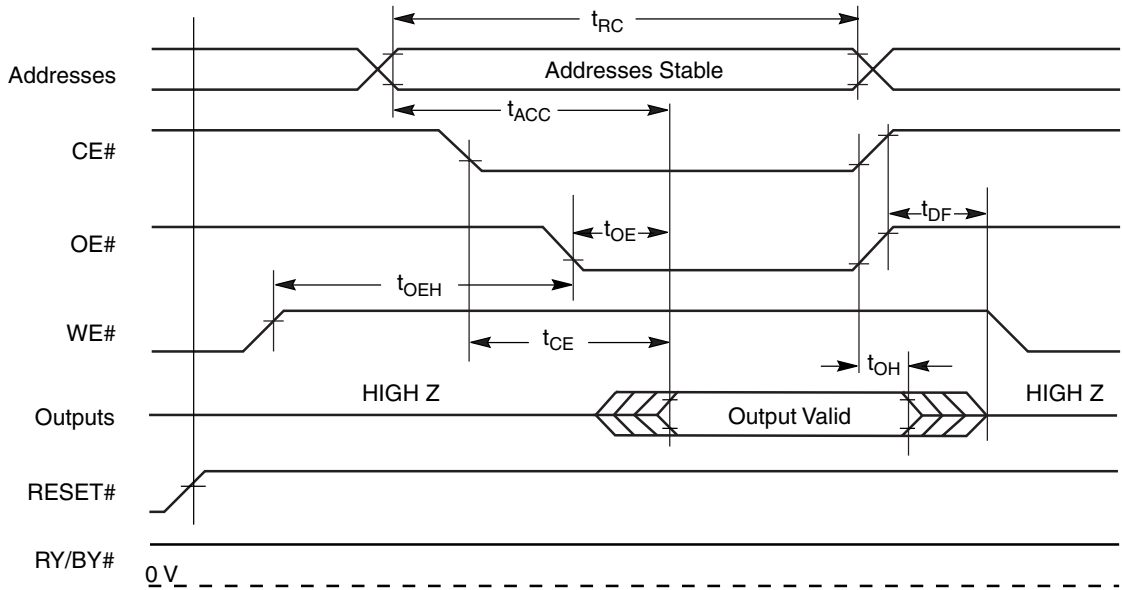 tRC
Addresses
Addresses Stable
tACC
CE#
tDF
OE#
tOE
tOEH
WE#
tCE
tOH
HIGH Z
HIGH Z
Outputs
Output Valid
RESET#
RY/BY#
0 V